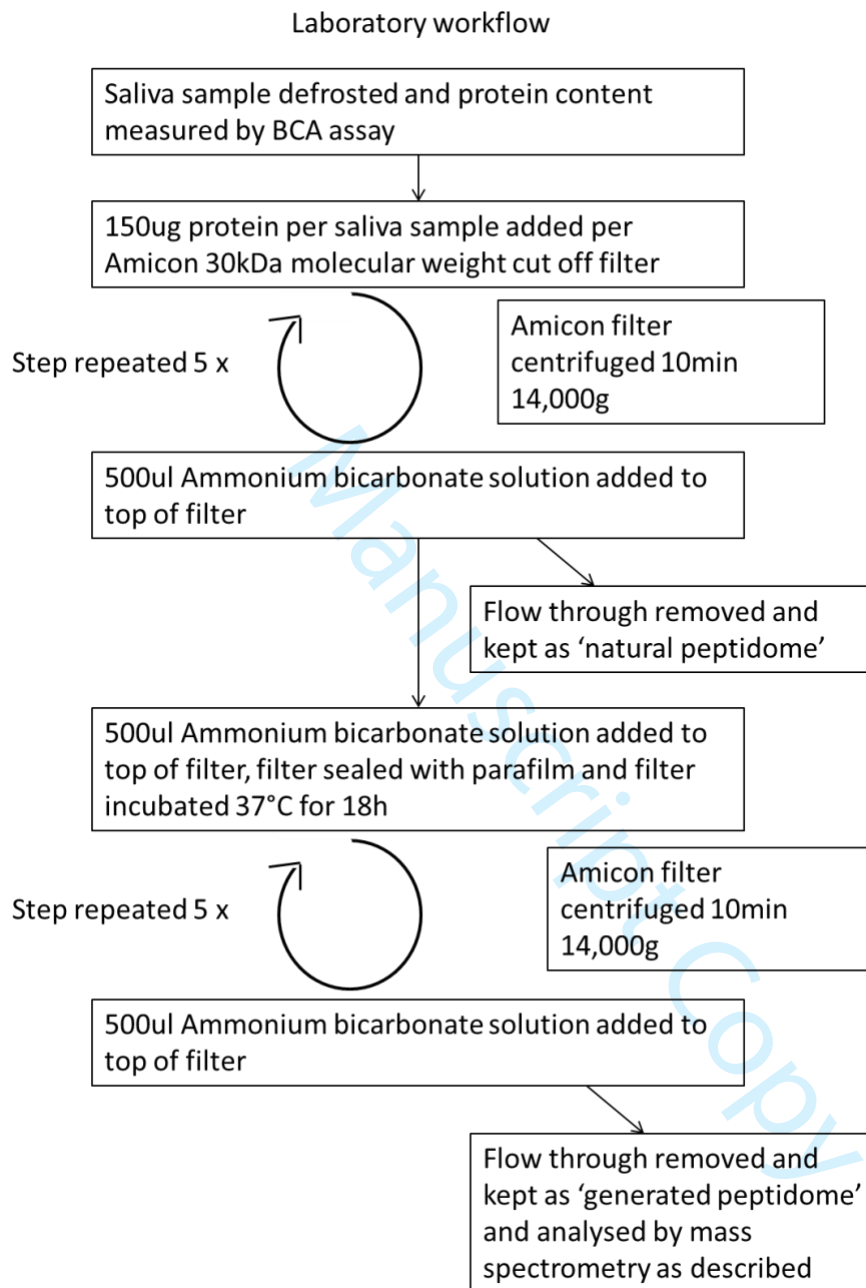 Laboratory workflow
Saliva sample defrosted and protein content
measured by BCA assay
150ug protein per saliva sample added per
Amicon 30kDa molecular weight cut off filter
Step repeated 5 x
Amicon filter
centrifuged 10min
14,000g
500ul Ammonium bicarbonate solution added to
top of filter
Flow through removed and
kept as ‘natural peptidome’
500ul Ammonium bicarbonate solution added to
top of filter, filter sealed with parafilm and filter
incubated 37°C for 18h
Step repeated 5 x
Amicon filter
centrifuged 10min
14,000g
500ul Ammonium bicarbonate solution added to
top of filter
Flow through removed and
kept as ‘generated peptidome’
and analysed by mass
spectrometry as described
Manuscript Copy